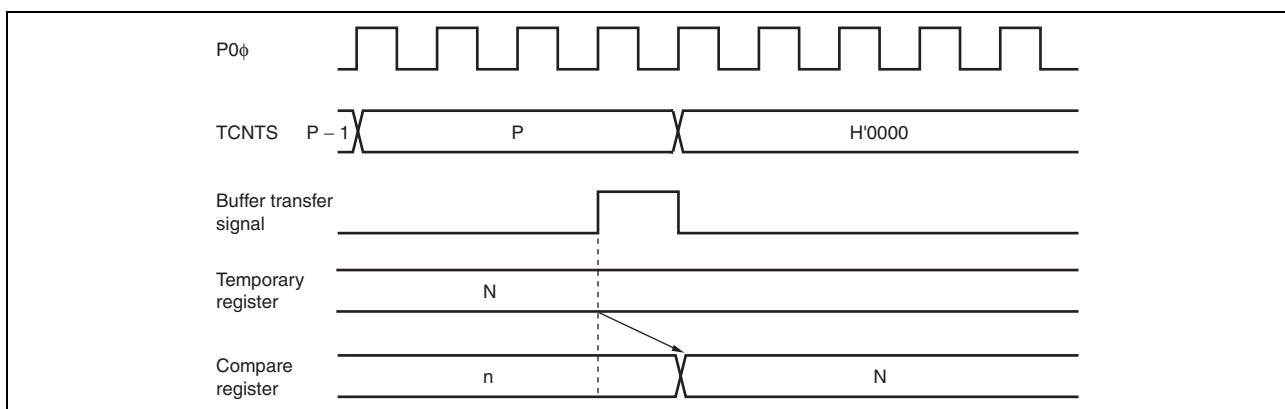 P0ϕ
TCNTS P – 1 P H'0000
Buffer transfer
signal
Temporary
register
N
Compare
register
n N